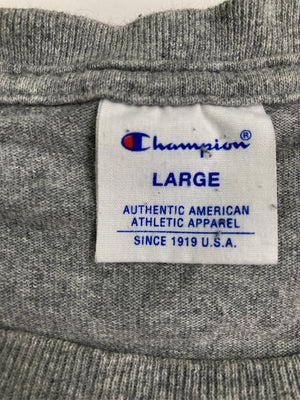 Champion®
LARGE
AUTHENTIC AMERICAN
ATHLETIC APPAREL
SINCE 1919 U.S.A.